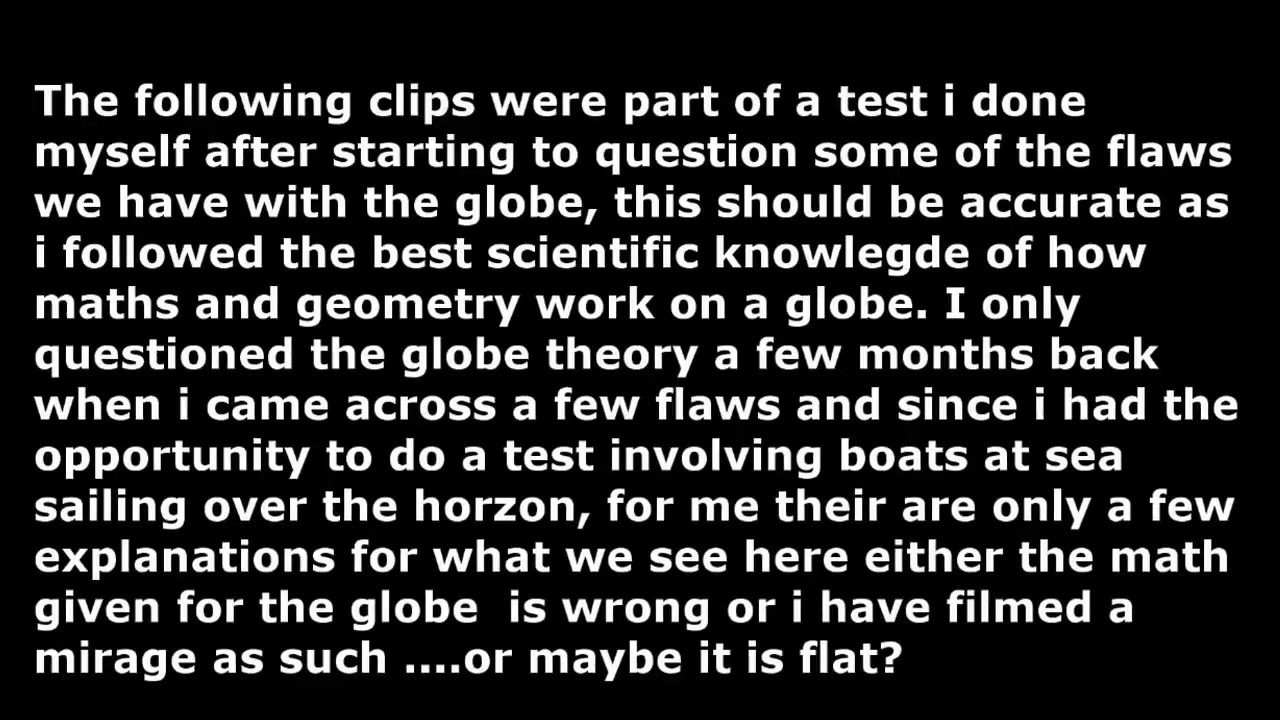 The following clips were part of a test i done
myself after starting to question some of the flaws
we have with the globe, this should be accurate as
i followed the best scientific knowlegde of how
maths and geometry work on a globe. I only
questioned the globe theory a few months back
when i came across a few flaws and since i had the
opportunity to do a test involving boats at sea
sailing over the horzon, for me their are only a few
explanations for what we see here either the math
given for the globe  is wrong or i have filmed a
mirage as such ....or maybe it is flat?